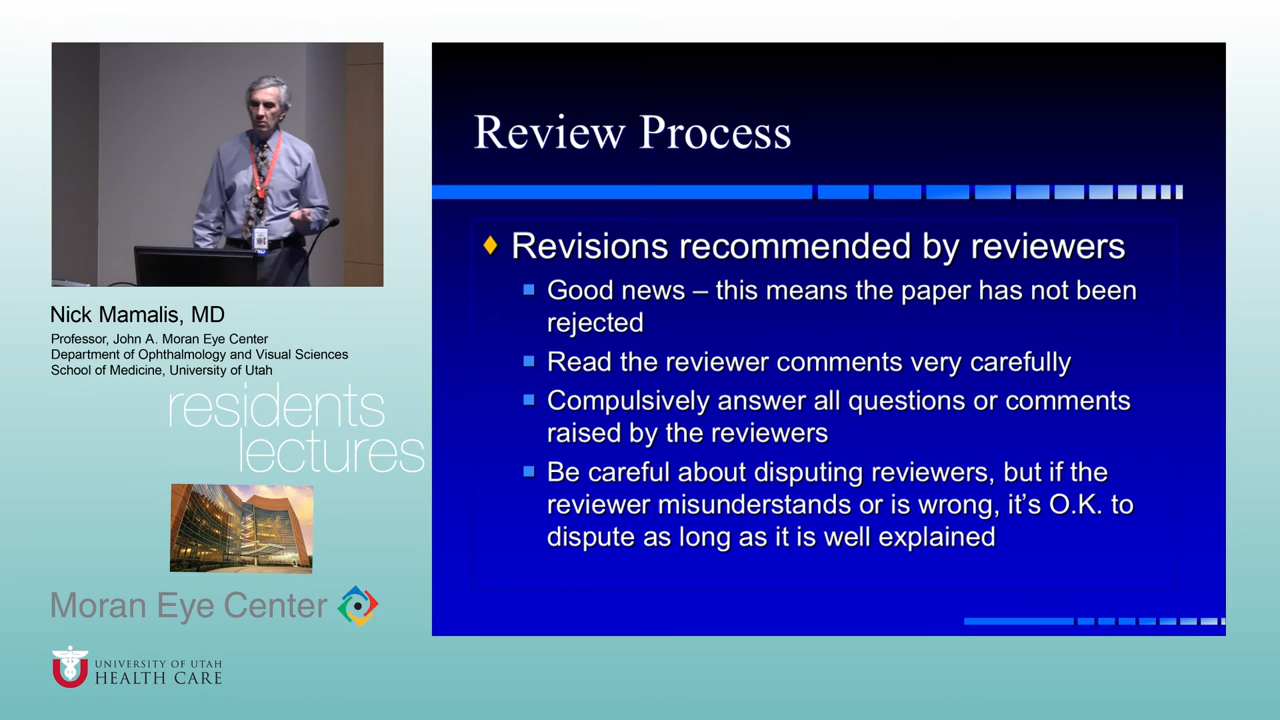 Review Process
Revisions recommended by reviewers
Good news – this means the paper has not been
rejected
Read the reviewer comments very carefully
Compulsively answer all questions or comments
raised by the reviewers
Be careful about disputing reviewers, but if the
reviewer misunderstands or is wrong, it's O.K. to
dispute as long as it is well explained
Nick Mamalis, MD
Professor, John A. Moran Eye Center
Department of Ophthalmology and Visual Sciences
School of Medicine, University of Utah
residents
lectures
Moran Eye Center
U
UNIVERSITY OF UTAH
HEALTH CARE